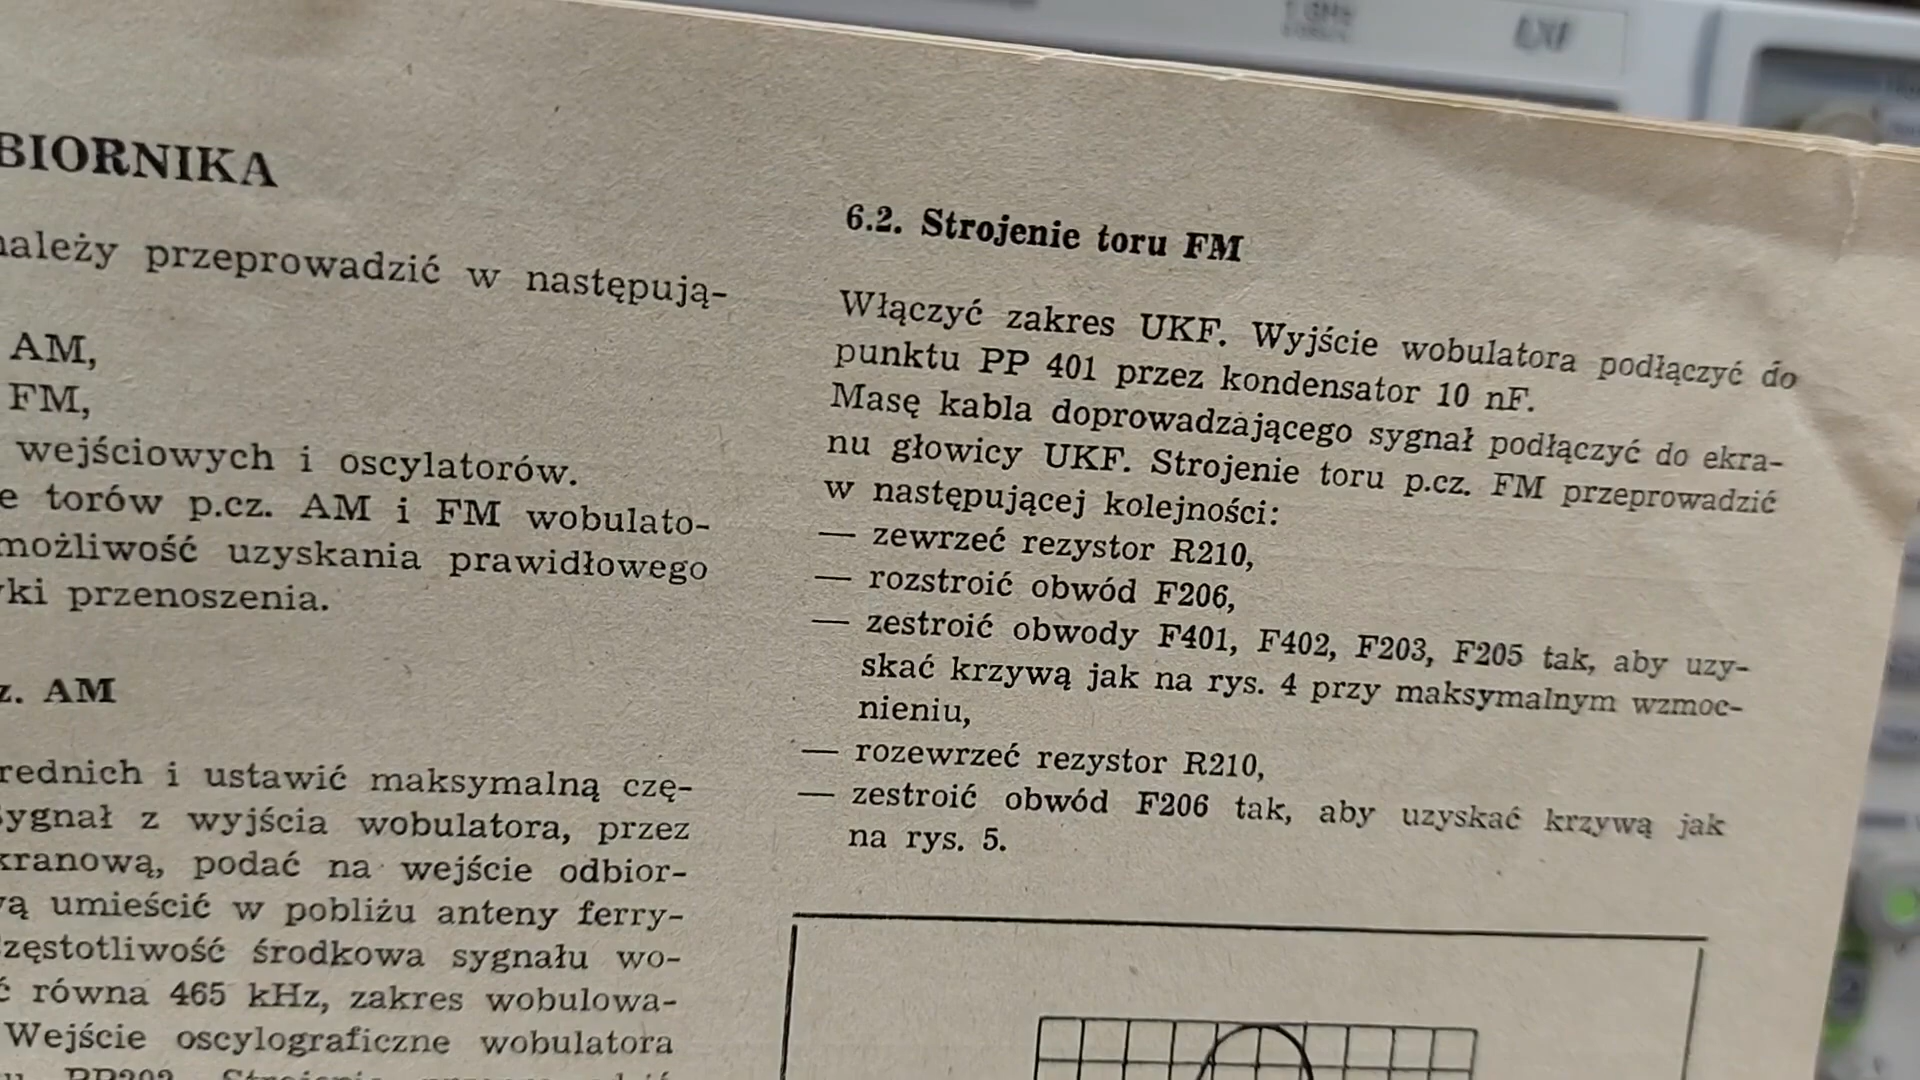 BIORNIKA
należy przeprowadzić w następują-
AM,
FM,
wejściowych i oscylatorów.
e torów p.cz. AM i FM wobulato-
możliwość uzyskania prawidłowego
ki przenoszenia.
z. AM
rednich i ustawić maksymalną czę-
sygnał z wyjścia wobulatora, przez
kranową, podać na wejście odbior-
ą umieścić w pobliżu anteny ferry-
częstotliwość środkowa sygnału wo-
ć równa 465 kHz, zakres wobulowa-
Wejście oscylograficzne wobulatora
6.2. Strojenie toru FM
Włączyć zakres UKF. Wyjście wobulatora podłączyć do
punktu PP 401 przez kondensator 10 nF.
Masę kabla doprowadzającego sygnał podłączyć do ekra-
nu głowicy UKF. Strojenie toru p.cz. FM przeprowadzić
w następującej kolejności:
— zewrzeć rezystor R210,
— rozstroić obwód F206,
— zestroić obwody F401, F402, F203, F205 tak, aby uzy-
skać krzywą jak na rys. 4 przy maksymalnym wzmoc-
nieniu,
— rozewrzeć rezystor R210,
— zestroić obwód F206 tak, aby uzyskać krzywą jak
na rys. 5.